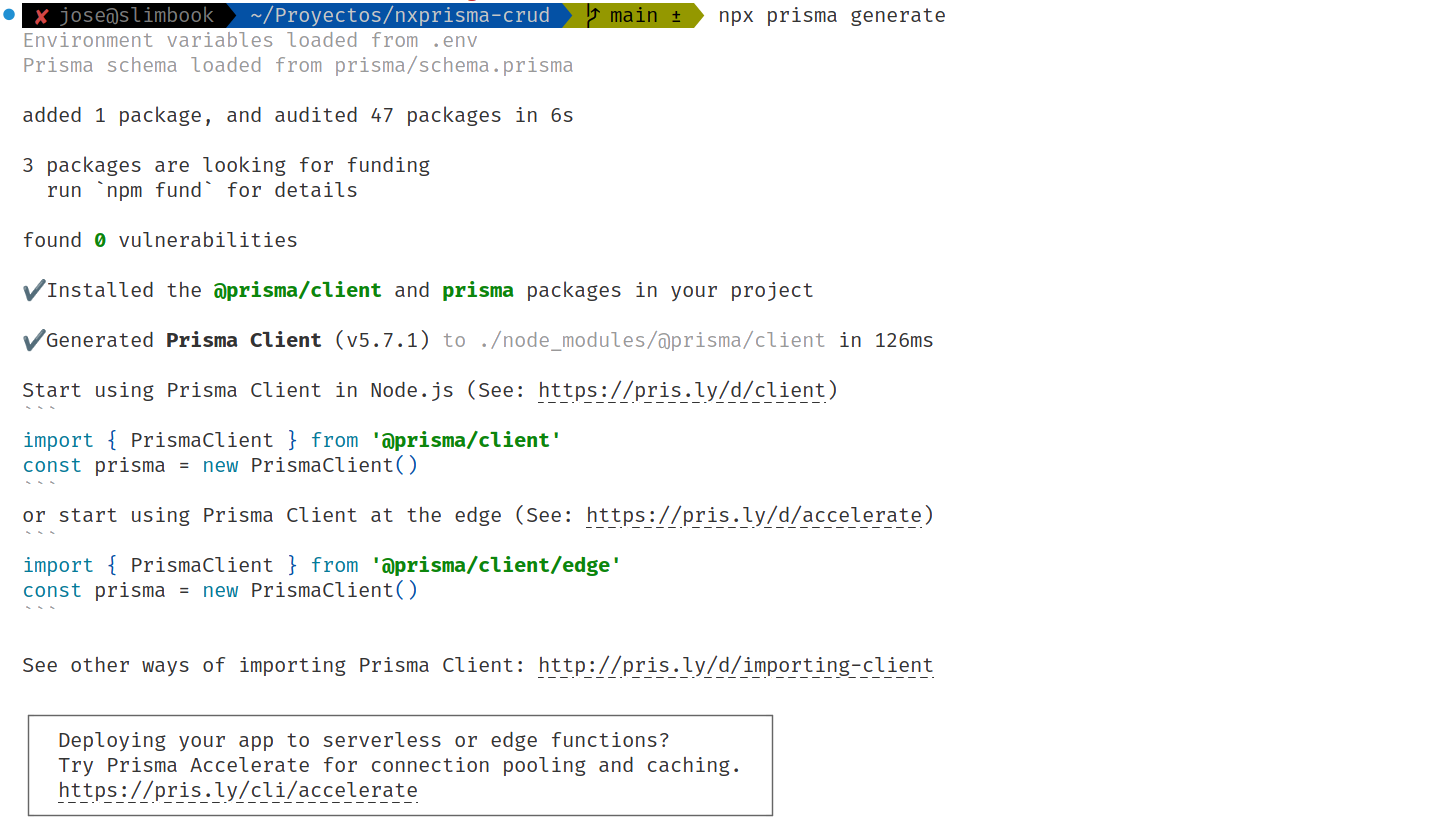 ✘ jose@slimbook ~/Proyectos/nxprisma-crud main ± npx prisma generate
Environment variables loaded from .env
Prisma schema loaded from prisma/schema.prisma
added 1 package, and audited 47 packages in 6s
3 packages are looking for funding
  run `npm fund` for details
found 0 vulnerabilities
✔Installed the @prisma/client and prisma packages in your project
✔Generated Prisma Client (v5.7.1) to ./node_modules/@prisma/client in 126ms
Start using Prisma Client in Node.js (See: https://pris.ly/d/client)
```
import { PrismaClient } from '@prisma/client'
const prisma = new PrismaClient()
```
or start using Prisma Client at the edge (See: https://pris.ly/d/accelerate)
```
import { PrismaClient } from '@prisma/client/edge'
const prisma = new PrismaClient()
```
See other ways of importing Prisma Client: http://pris.ly/d/importing-client
Deploying your app to serverless or edge functions?
Try Prisma Accelerate for connection pooling and caching.
https://pris.ly/cli/accelerate